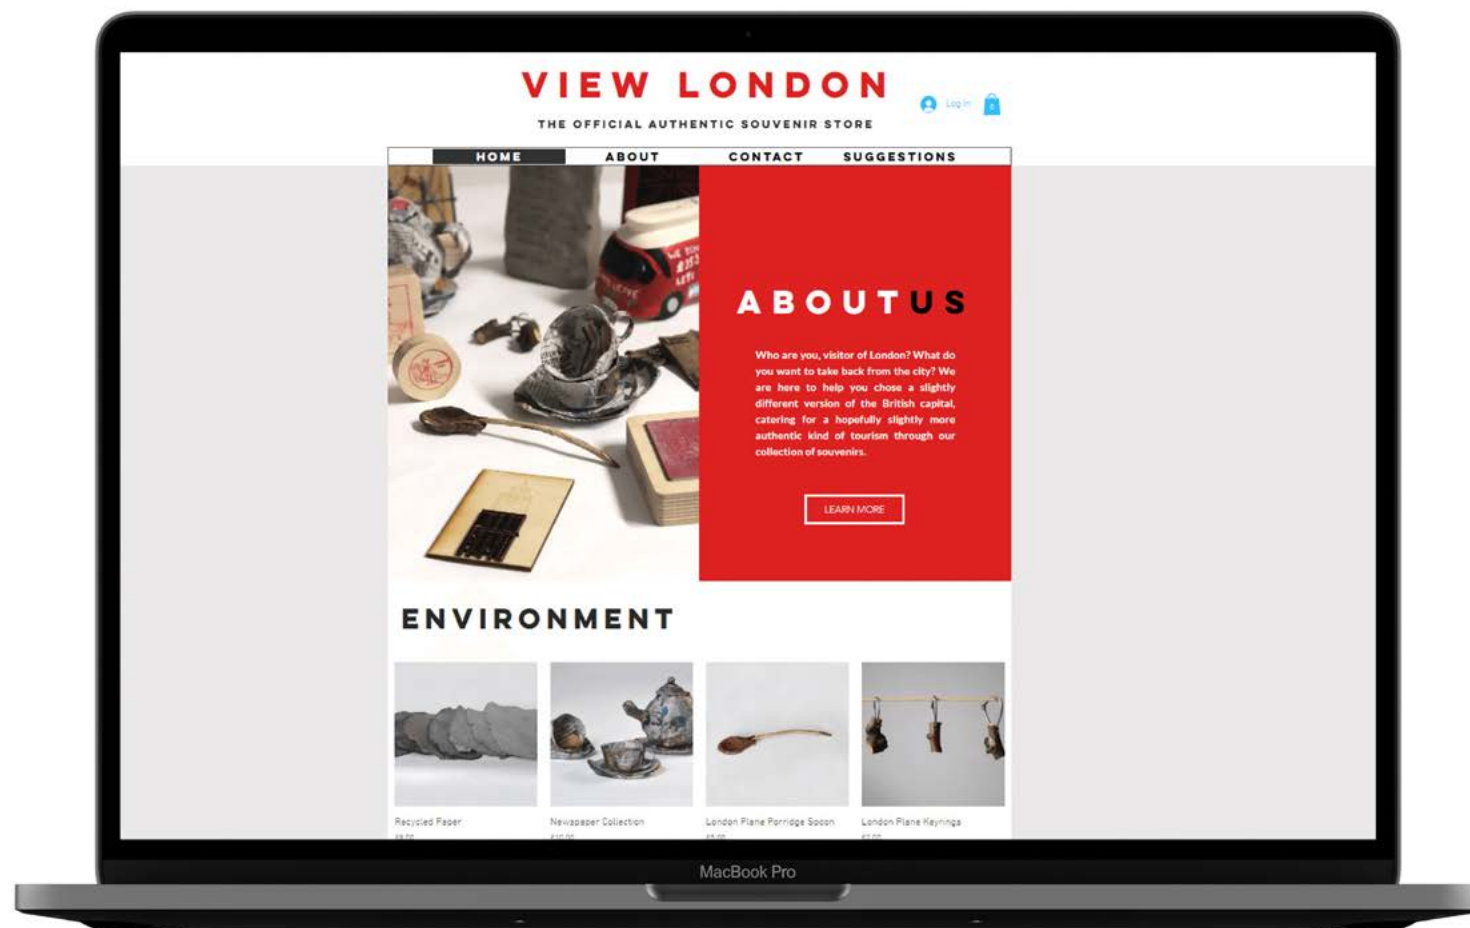 VIEW LONDON
Log In
0
THE OFFICIAL AUTHENTIC SOUVENIR STORE
HOME ABOUT CONTACT SUGGESTIONS
ABOUTUS
Who are you, visitor of London? What do
you want to take back from the city? We
are here to help you chose a slightly
different version of the British capital,
catering for a hopefully slightly more
authentic kind of tourism through our
collection of souvenirs.
LEARN MORE
ENVIRONMENT
Recycled Paper
Newspaper Collection
London Plane Porridge Spoon
London Plane Keyrings
MacBook Pro